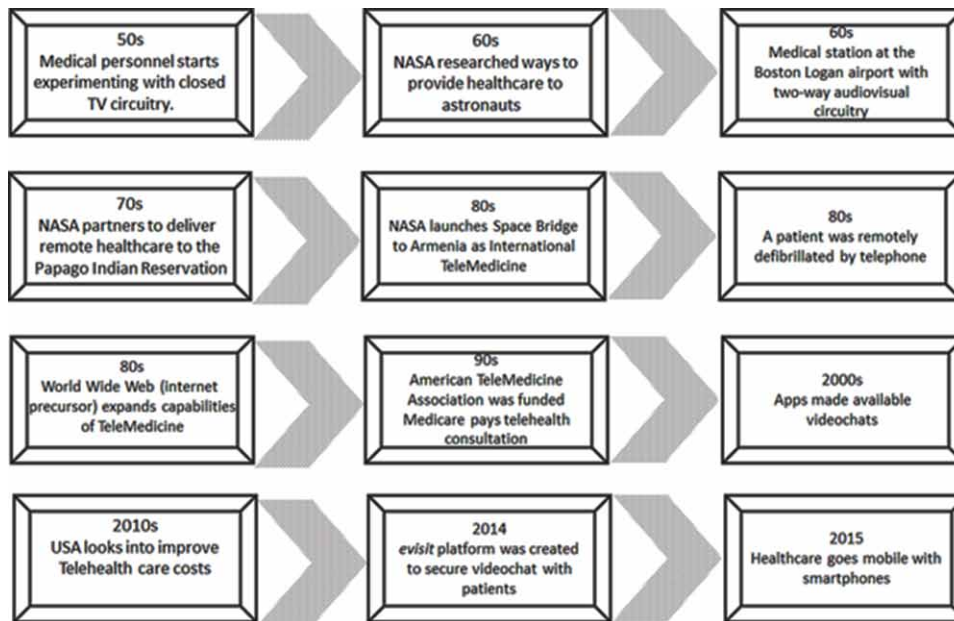 50s
Medical personnel starts
experimenting with closed
TV circuitry.
60s
NASA researched ways to
provide healthcare to
astronauts
60s
Medical station at the
Boston Logan airport with
two-way audiovisual
circuitry
70s
NASA partners to deliver
remote healthcare to the
Papago Indian Reservation
80s
NASA launches Space Bridge
to Armenia as International
TeleMedicine
80s
A patient was remotely
defibrillated by telephone
80s
World Wide Web (internet
precursor) expands capabilities
of TeleMedicine
90s
American TeleMedicine
Association was funded
Medicare pays telehealth
consultation
2000s
Apps made available
videochats
2010s
USA looks into improve
Telehealth care costs
2014
evisit platform was created
to secure videochat with
patients
2015
Healthcare goes mobile with
smartphones